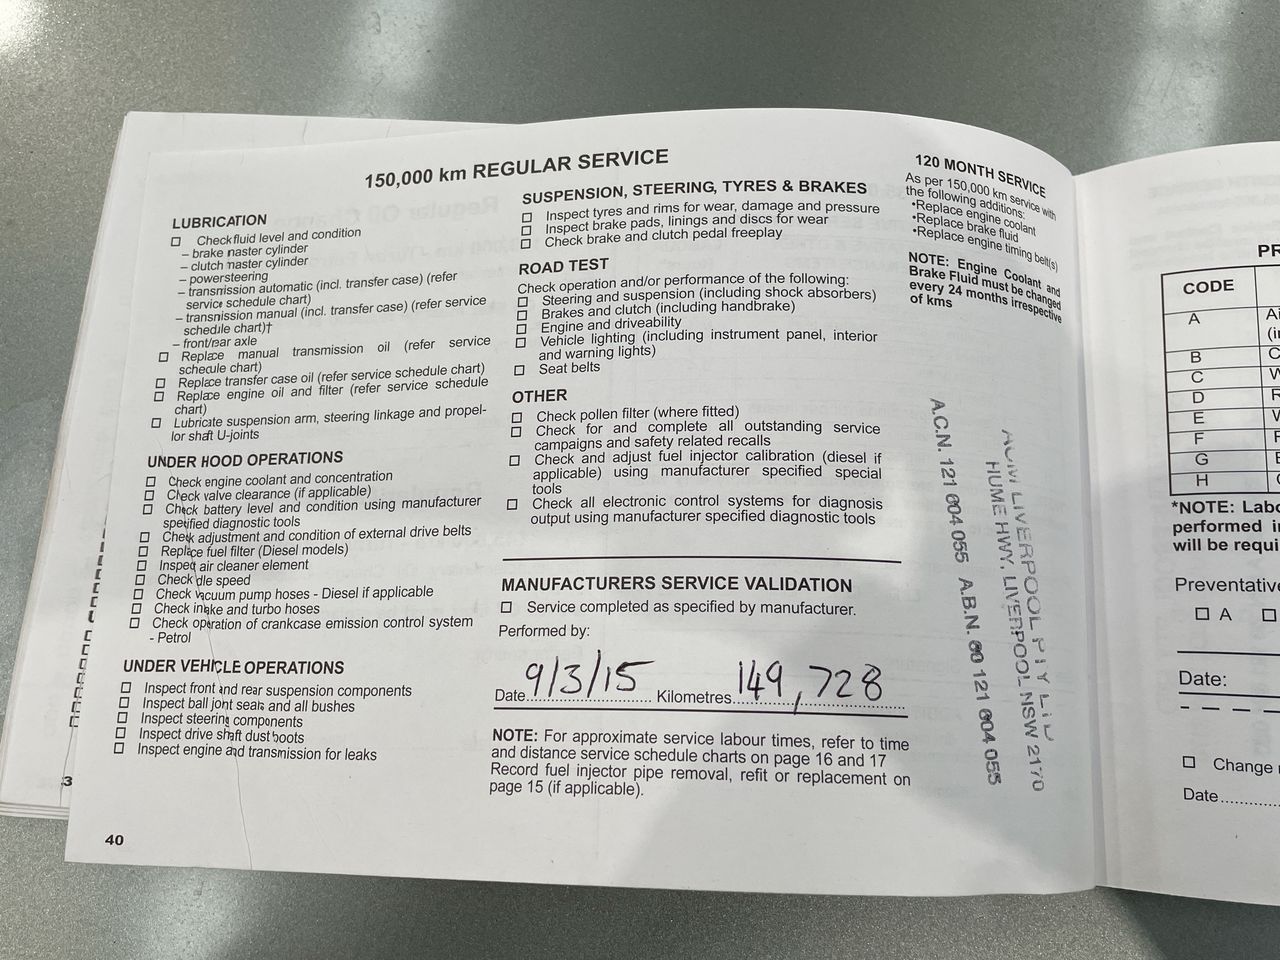 150,000 km REGULAR SERVICE
LUBRICATION
☐ Check fluid level and condition
– brake master cylinder
– clutch master cylinder
– powersteering
– transmission automatic (incl. transfer case) (refer
service schedule chart)
– transmission manual (incl. transfer case) (refer service
schedule chart)†
– front/rear axle
☐ Replace manual transmission oil (refer service
schedule chart)
☐ Replace transfer case oil (refer service schedule chart)
☐ Replace engine oil and filter (refer service schedule
chart)
☐ Lubricate suspension arm, steering linkage and propel-
lor shaft U-joints
UNDER HOOD OPERATIONS
☐ Check engine coolant and concentration
☐ Check valve clearance (if applicable)
☐ Check battery level and condition using manufacturer
specified diagnostic tools
☐ Check adjustment and condition of external drive belts
☐ Replace fuel filter (Diesel models)
☐ Inspect air cleaner element
☐ Check idle speed
☐ Check vacuum pump hoses - Diesel if applicable
☐ Check intake and turbo hoses
☐ Check operation of crankcase emission control system
- Petrol
UNDER VEHICLE OPERATIONS
☐ Inspect front and rear suspension components
☐ Inspect ball joint seals and all bushes
☐ Inspect steering components
☐ Inspect drive shaft dust boots
☐ Inspect engine and transmission for leaks
40
3
SUSPENSION, STEERING, TYRES & BRAKES
☐ Inspect tyres and rims for wear, damage and pressure
☐ Inspect brake pads, linings and discs for wear
☐ Check brake and clutch pedal freeplay
ROAD TEST
Check operation and/or performance of the following:
☐ Steering and suspension (including shock absorbers)
☐ Brakes and clutch (including handbrake)
☐ Engine and driveability
☐ Vehicle lighting (including instrument panel, interior
and warning lights)
☐ Seat belts
OTHER
☐ Check pollen filter (where fitted)
☐ Check for and complete all outstanding service
campaigns and safety related recalls
☐ Check and adjust fuel injector calibration (diesel if
applicable) using manufacturer specified special
tools
☐ Check all electronic control systems for diagnosis
output using manufacturer specified diagnostic tools
MANUFACTURERS SERVICE VALIDATION
☐ Service completed as specified by manufacturer.
Performed by:
Date 9/3/15 Kilometres 149,728
NOTE: For approximate service labour times, refer to time
and distance service schedule charts on page 16 and 17
Record fuel injector pipe removal, refit or replacement on
page 15 (if applicable).
120 MONTH SERVICE
As per 150,000 km service with
the following additions:
•Replace engine coolant
•Replace brake fluid
•Replace engine timing belt(s)
NOTE: Engine Coolant and
Brake Fluid must be changed
every 24 months irrespective
of kms
LIVERPOOL PTY LTD
HUME HWY, LIVERPOOL NSW 2170
A.C.N. 121 004 055 A.B.N. 60 121 004 055
PR
CODE
A Ai
(in
B C
C W
D R
E W
F F
G E
H C
*NOTE: Labo
performed i
will be requi
Preventative
☐ A ☐
Date:
☐ Change
Date